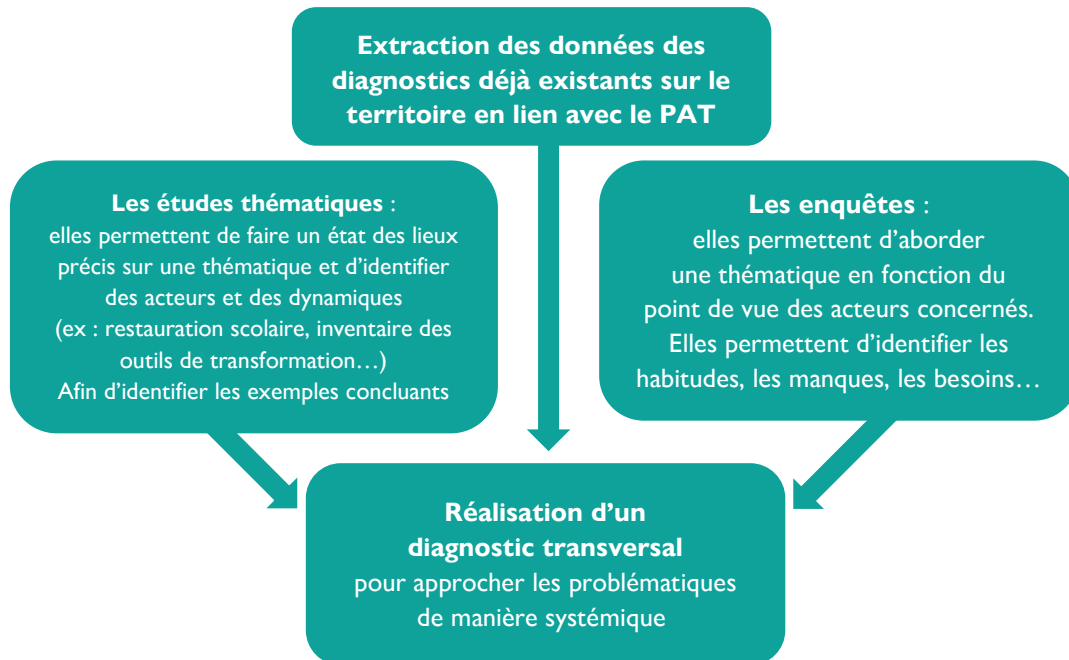 Extraction des données des
diagnostics déjà existants sur le
territoire en lien avec le PAT
Les études thématiques :
elles permettent de faire un état des lieux
précis sur une thématique et d’identifier
des acteurs et des dynamiques
(ex : restauration scolaire, inventaire des
outils de transformation…)
Afin d’identifier les exemples concluants
Les enquêtes :
elles permettent d’aborder
une thématique en fonction du
point de vue des acteurs concernés.
Elles permettent d’identifier les
habitudes, les manques, les besoins…
Réalisation d’un
diagnostic transversal
pour approcher les problématiques
de manière systémique